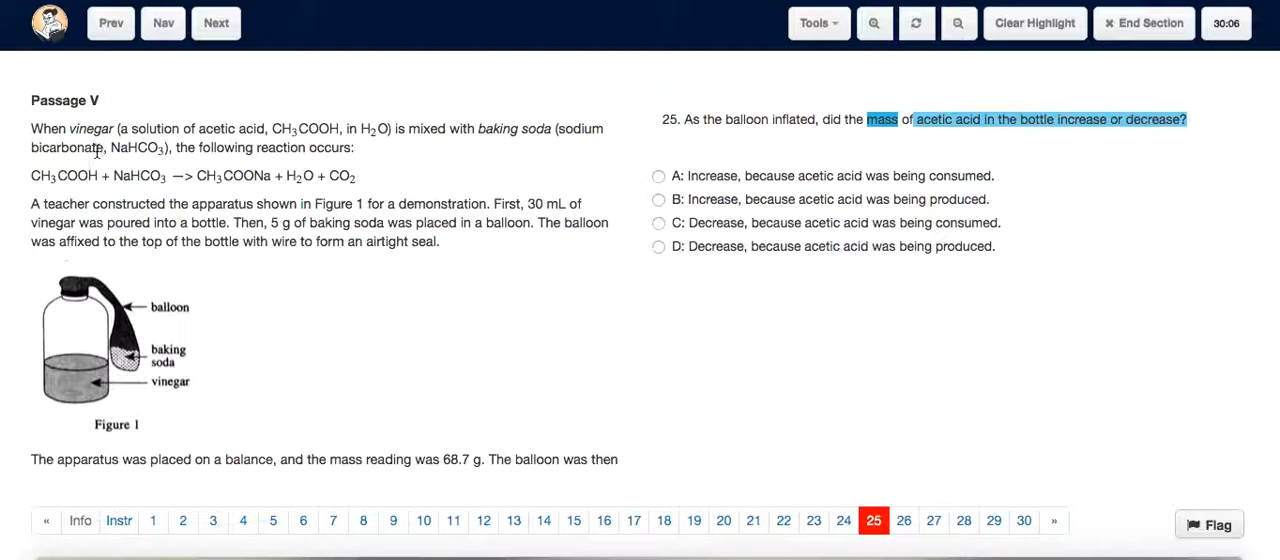 Prev Nav Next Tools Clear Highlight × End Section 30:06
Passage V
When vinegar (a solution of acetic acid, CH3COOH, in H2O) is mixed with baking soda (sodium
bicarbonate, NaHCO3), the following reaction occurs:
CH3COOH + NaHCO3 —> CH3COONa + H2O + CO2
A teacher constructed the apparatus shown in Figure 1 for a demonstration. First, 30 mL of
vinegar was poured into a bottle. Then, 5 g of baking soda was placed in a balloon. The balloon
was affixed to the top of the bottle with wire to form an airtight seal.
balloon
baking
soda
vinegar
Figure 1
The apparatus was placed on a balance, and the mass reading was 68.7 g. The balloon was then
25. As the balloon inflated, did the mass of acetic acid in the bottle increase or decrease?
A: Increase, because acetic acid was being consumed.
B: Increase, because acetic acid was being produced.
C: Decrease, because acetic acid was being consumed.
D: Decrease, because acetic acid was being produced.
« Info Instr 1 2 3 4 5 6 7 8 9 10 11 12 13 14 15 16 17 18 19 20 21 22 23 24 25 26 27 28 29 30 » Flag